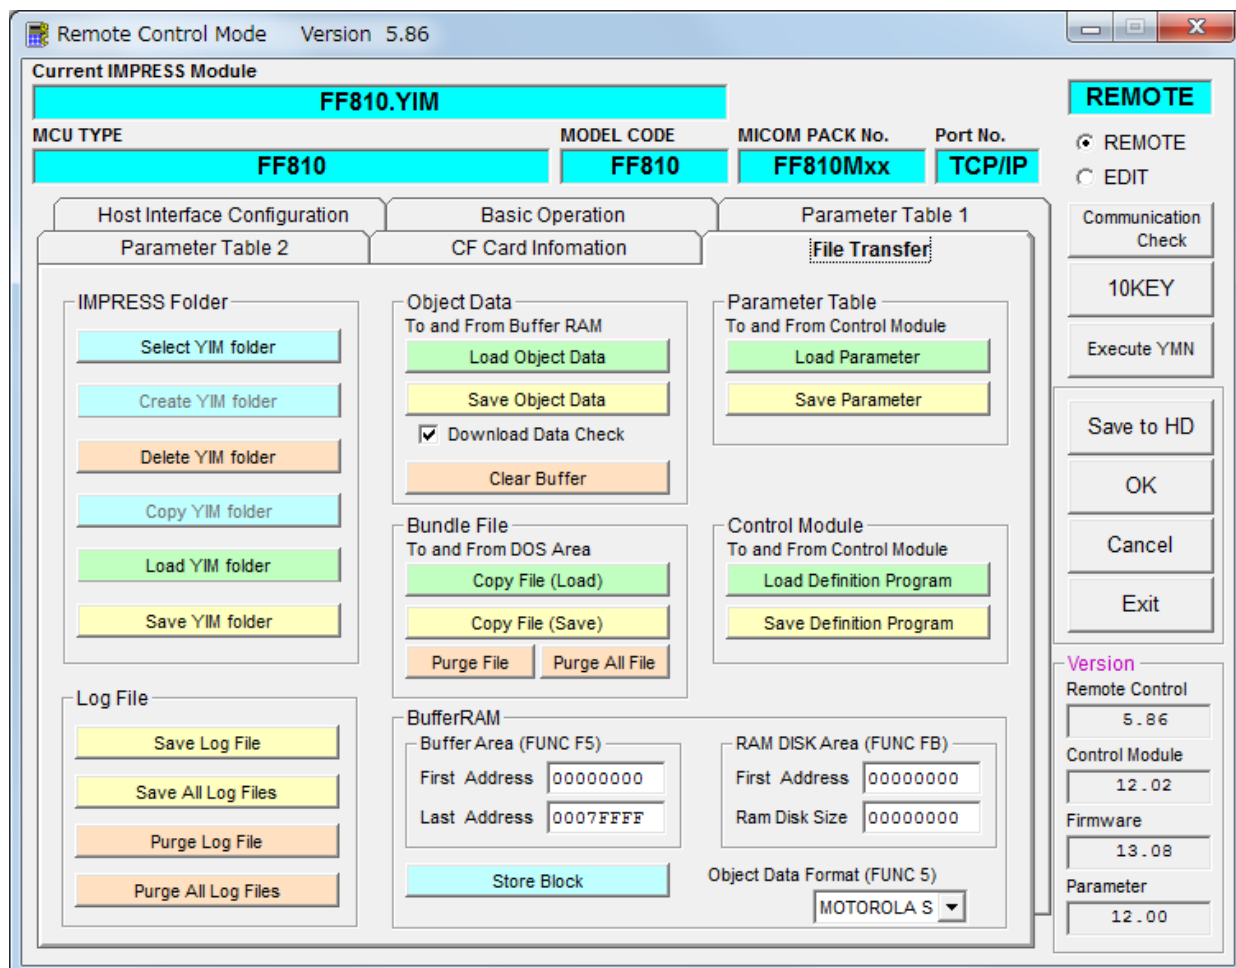 Remote Control Mode Version 5.86
Current IMPRESS Module
FF810.YIM
REMOTE
MCU TYPE
MODEL CODE
MICOM PACK No.
Port No.
FF810
FF810
FF810Mxx
TCP/IP
REMOTE
EDIT
Host Interface Configuration
Basic Operation
Parameter Table 1
Parameter Table 2
CF Card Infomation
File Transfer
Communication
Check
10KEY
Execute YMN
Save to HD
OK
Cancel
Exit
IMPRESS Folder
Select YIM folder
Create YIM folder
Delete YIM folder
Copy YIM folder
Load YIM folder
Save YIM folder
Log File
Save Log File
Save All Log Files
Purge Log File
Purge All Log Files
Object Data
To and From Buffer RAM
Load Object Data
Save Object Data
Download Data Check
Clear Buffer
Bundle File
To and From DOS Area
Copy File (Load)
Copy File (Save)
Purge File
Purge All File
Parameter Table
To and From Control Module
Load Parameter
Save Parameter
Control Module
To and From Control Module
Load Definition Program
Save Definition Program
BufferRAM
Buffer Area (FUNC F5)
First Address 00000000
Last Address 0007FFFF
RAM DISK Area (FUNC FB)
First Address 00000000
Ram Disk Size 00000000
Store Block
Object Data Format (FUNC 5)
MOTOROLA S
Version
Remote Control
5.86
Control Module
12.02
Firmware
13.08
Parameter
12.00